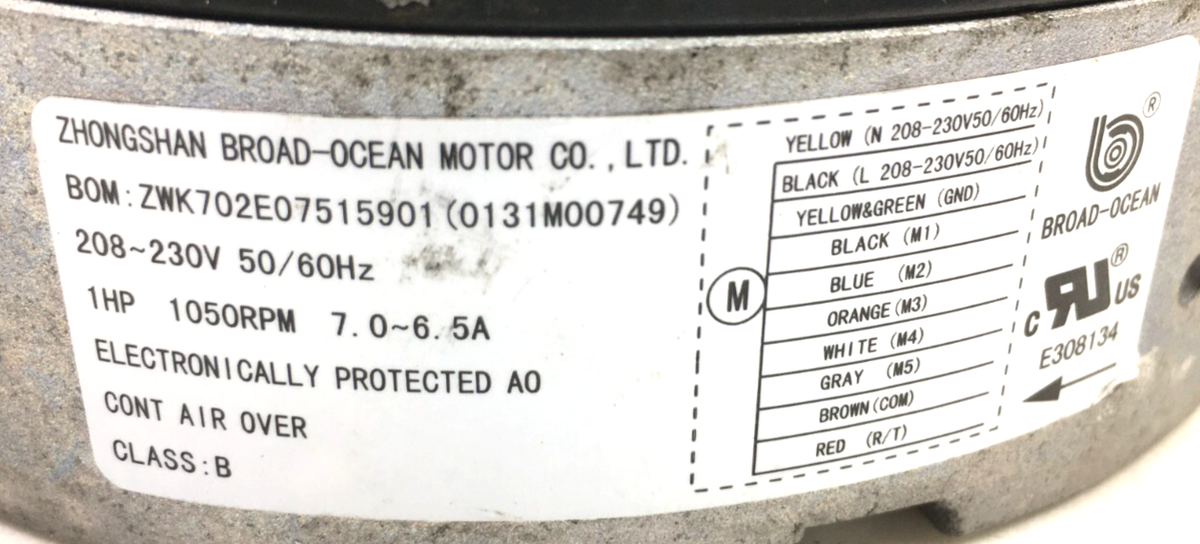 ZHONGSHAN BROAD-OCEAN MOTOR CO.,LTD.
BOM:ZWK702E07515901(0131M00749)
208~230V 50/60Hz
1HP 1050RPM 7.0~6.5A
ELECTRONICALLY PROTECTED AO
CONT AIR OVER
CLASS:B
M
YELLOW (N 208-230V50/60Hz)
BLACK (L 208-230V50/60Hz)
YELLOW&GREEN (GND)
BLACK (M1)
BLUE (M2)
ORANGE(M3)
WHITE (M4)
GRAY (M5)
BROWN(COM)
RED (R/T)
®
BROAD-OCEAN
C RU ® US
E308134